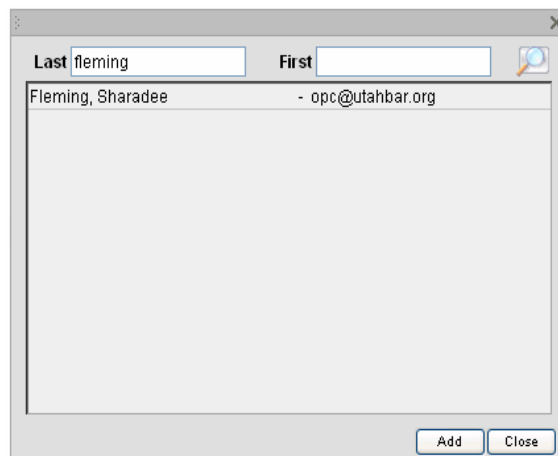 Last fleming First
Fleming, Sharadee - opc@utahbar.org
Add Close